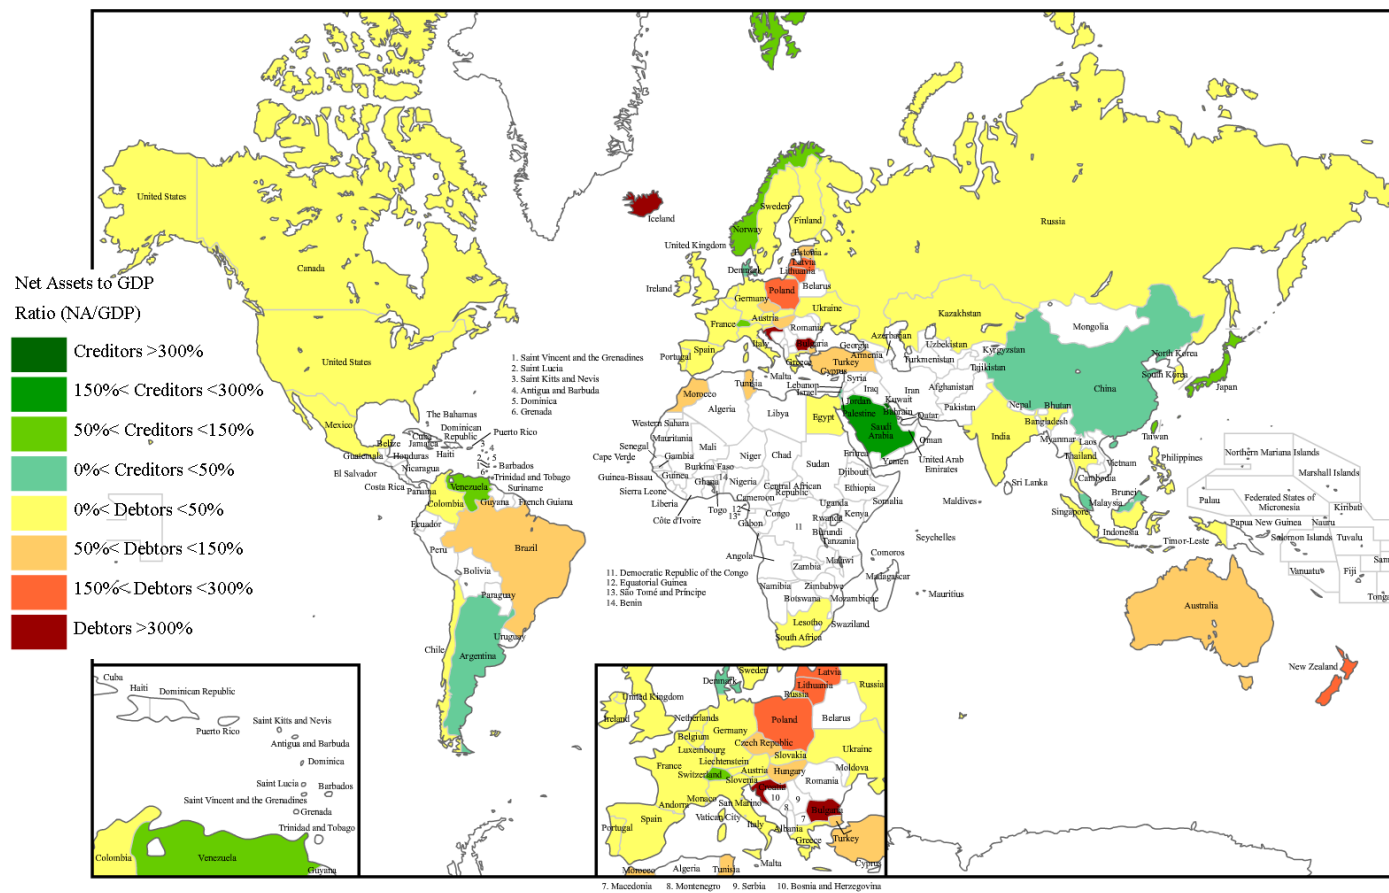 United States
Canada
United States
Mexico
Iceland
Russia
Norway
Sweden
Finland
United Kingdom
Ireland
Denmark
Estonia
Latvia
Lithuania
Belarus
Poland
Germany
Ukraine
France
Austria
Romania
Italy
Bulgaria
Portugal
Spain
Greece
Georgia
Armenia
Azerbaijan
Turkey
Cyprus
Malta
Tunisia
Morocco
Kazakhstan
Uzbekistan
Turkmenistan
Kyrgyzstan
Tajikistan
Mongolia
North Korea
South Korea
Japan
China
Taiwan
Net Assets to GDP
Ratio (NA/GDP)
Creditors >300%
150%< Creditors <300%
50%< Creditors <150%
0%< Creditors <50%
0%< Debtors <50%
50%< Debtors <150%
150%< Debtors <300%
Debtors >300%
1. Saint Vincent and the Grenadines
2. Saint Lucia
3. Saint Kitts and Nevis
4. Antigua and Barbuda
5. Dominica
6. Grenada
The Bahamas
Cuba
Dominican
Republic
Puerto Rico
Jamaica
Haiti
Belize
Guatemala
Honduras
El Salvador
Nicaragua
Costa Rica
Panama
3
4
2
5
1
6
Barbados
Trinidad and Tobago
Venezuela
Suriname
Guyana
French Guiana
Colombia
Ecuador
Peru
Brazil
Bolivia
Paraguay
Uruguay
Chile
Argentina
Lebanon
Israel
Syria
Iraq
Iran
Afghanistan
Pakistan
Jordan
Palestine
Kuwait
Bahrain
Qatar
Saudi
Arabia
Oman
United Arab
Emirates
Yemen
Algeria
Libya
Egypt
Western Sahara
Mauritania
Senegal
Cape Verde
Gambia
Guinea-Bissau
Guinea
Sierra Leone
Liberia
Côte d'Ivoire
Mali
Burkina Faso
Ghana
14
Togo
Niger
Nigeria
Chad
Sudan
Eritrea
Djibouti
Ethiopia
Somalia
Central African
Republic
Cameroon
12
13
Gabon
Congo
11
Uganda
Kenya
Rwanda
Burundi
Tanzania
Angola
Zambia
Malawi
Comoros
Madagascar
Namibia
Zimbabwe
Botswana
Mozambique
Lesotho
Swaziland
South Africa
Seychelles
Mauritius
Maldives
Sri Lanka
India
Nepal
Bhutan
Bangladesh
Myanmar
Laos
Thailand
Vietnam
Cambodia
Philippines
Brunei
Malaysia
Singapore
Indonesia
Timor-Leste
Northern Mariana Islands
Marshall Islands
Palau
Federated States of
Micronesia
Kiribati
Papua New Guinea
Nauru
Solomon Islands
Tuvalu
Vanuatu
Fiji
Australia
New Zealand
11. Democratic Republic of the Congo
12. Equatorial Guinea
13. São Tomé and Príncipe
14. Benin
Cuba
Haiti
Dominican Republic
Puerto Rico
Saint Kitts and Nevis
Antigua and Barbuda
Dominica
Saint Lucia
Barbados
Saint Vincent and the Grenadines
Grenada
Trinidad and Tobago
Colombia
Venezuela
Guyana
Sweden
Denmark
Latvia
Lithuania
Russia
Russia
United Kingdom
Ireland
Netherlands
Poland
Belarus
Belgium
Germany
Czech Republic
Luxembourg
Slovakia
Ukraine
Liechtenstein
France
Austria
Hungary
Moldova
Switzerland
Slovenia
Romania
Croatia
10
9
8
7
Monaco
San Marino
Andorra
Vatican City
Bulgaria
Portugal
Spain
Italy
Albania
Greece
Turkey
Malta
Cyprus
Morocco
Algeria
Tunisia
7. Macedonia 8. Montenegro 9. Serbia 10. Bosnia and Herzegovina